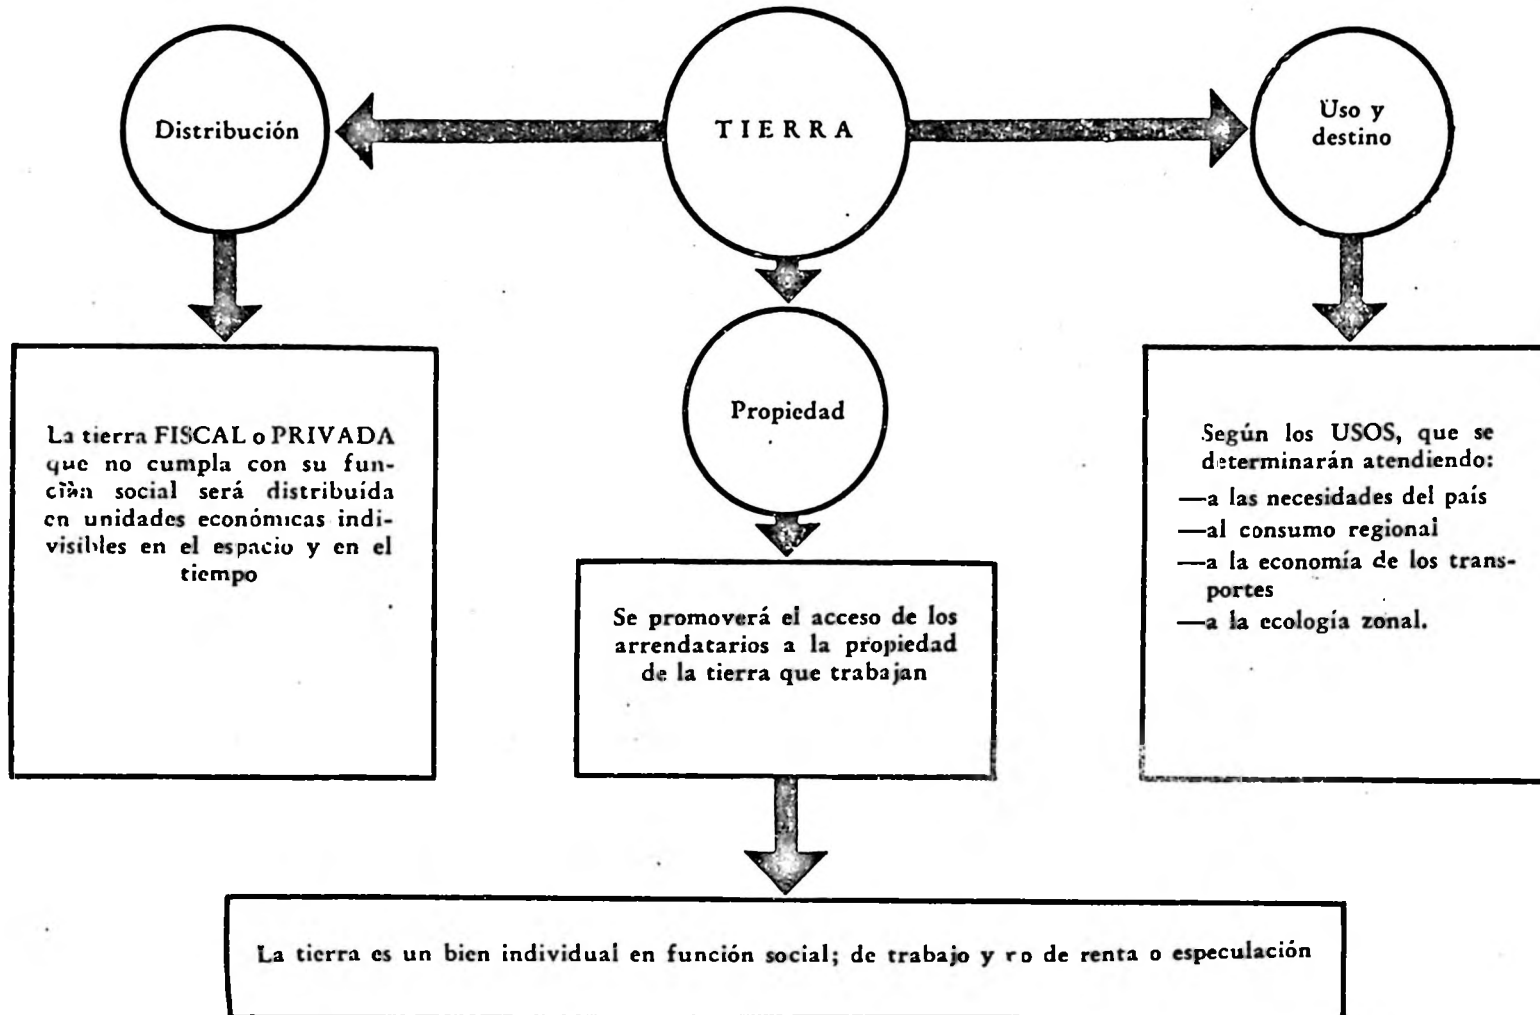 TIERRA
Distribución
La tierra FISCAL o PRIVADA
que no cumpla con su fun-
ción social será distribuída
en unidades económicas indi-
visibles en el espacio y en el
tiempo
Propiedad
Se promoverá el acceso de los
arrendatarios a la propiedad
de la tierra que trabajan
Uso y
destino
Según los USOS, que se
determinarán atendiendo:
—a las necesidades del país
—al consumo regional
—a la economía de los trans-
portes
—a la ecología zonal.
La tierra es un bien individual en función social; de trabajo y no de renta o especulación